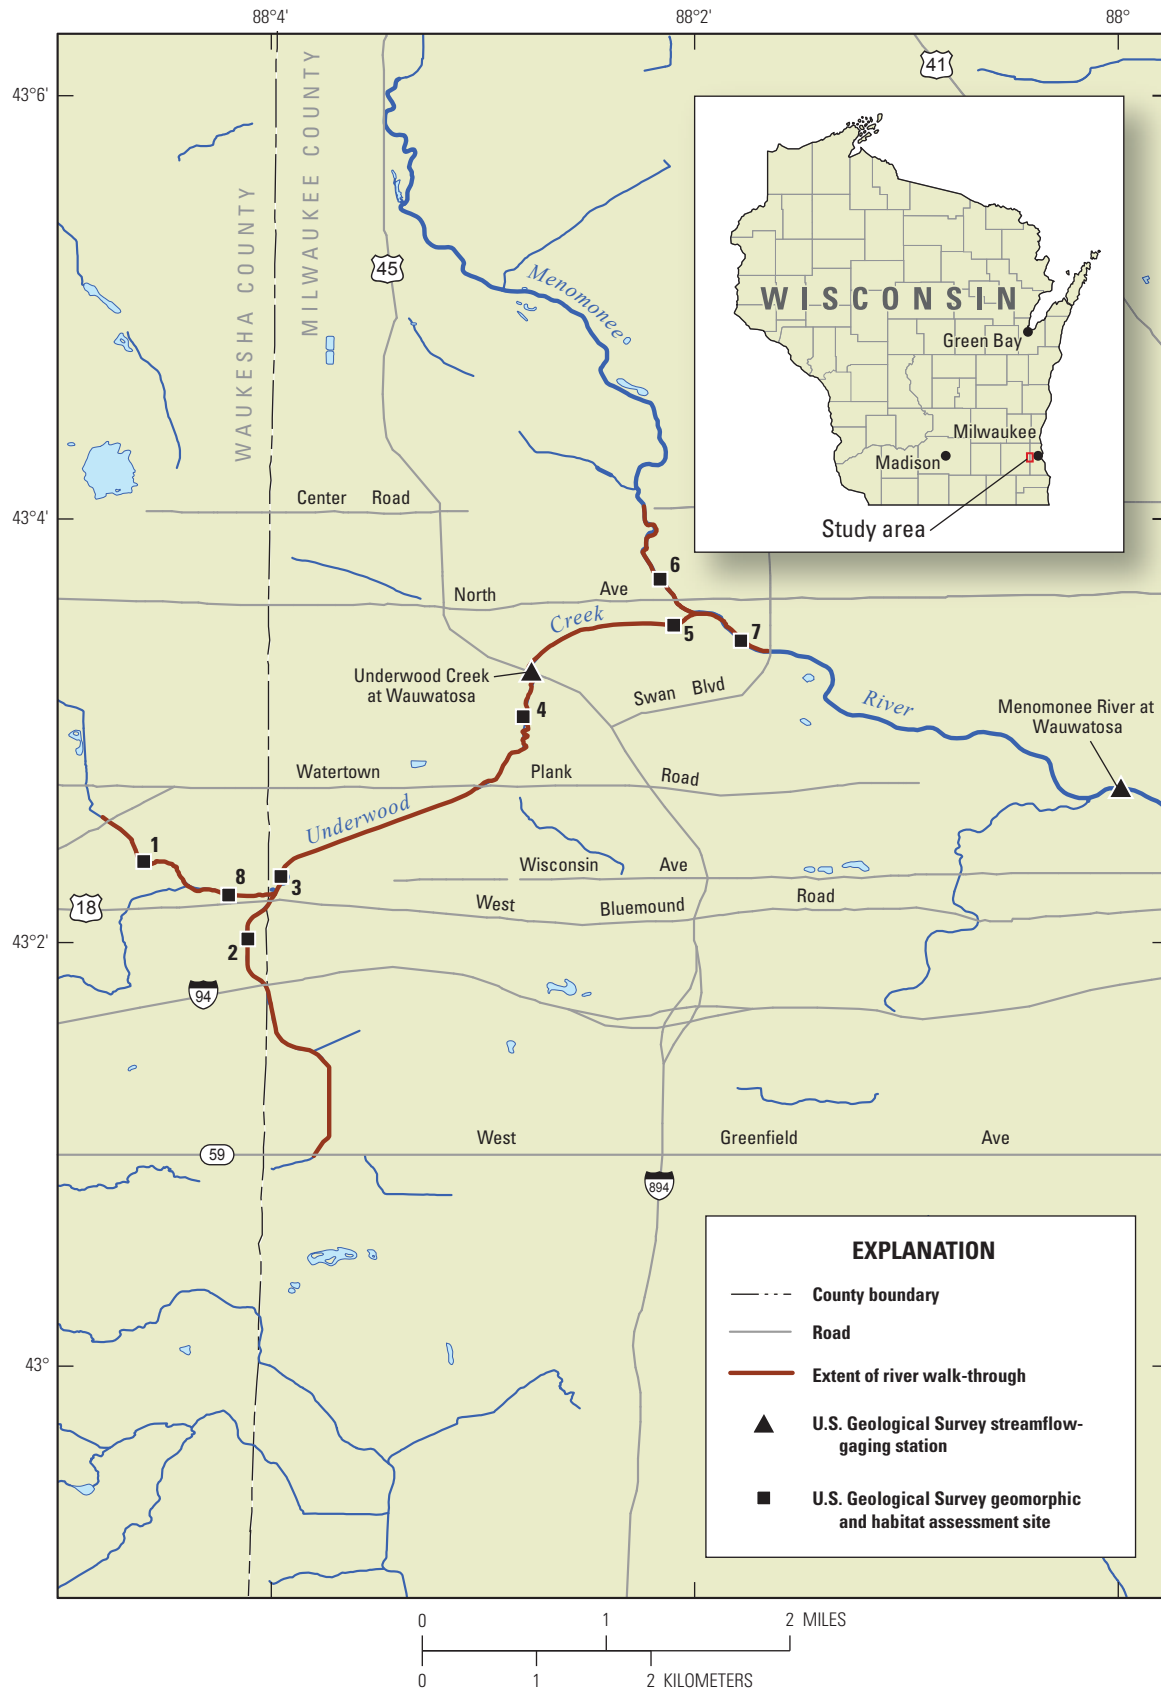 88°4'
88°2'
88°
43°6'
43°4'
43°2'
43°
WAUKESHA COUNTY
MILWAUKEE COUNTY
41
45
Menomonee
WISCONSIN
Green Bay
Milwaukee
Madison
Study area
Center Road
North Ave
6
Creek
5
7
Underwood Creek
at Wauwatosa
Swan Blvd
4
River
Menomonee River at
Wauwatosa
Watertown Plank Road
Underwood
1
8
3
Wisconsin Ave
18
West Bluemound Road
2
94
59
West Greenfield Ave
894
EXPLANATION
County boundary
Road
Extent of river walk-through
U.S. Geological Survey streamflow-
gaging station
U.S. Geological Survey geomorphic
and habitat assessment site
0 1 2 MILES
0 1 2 KILOMETERS